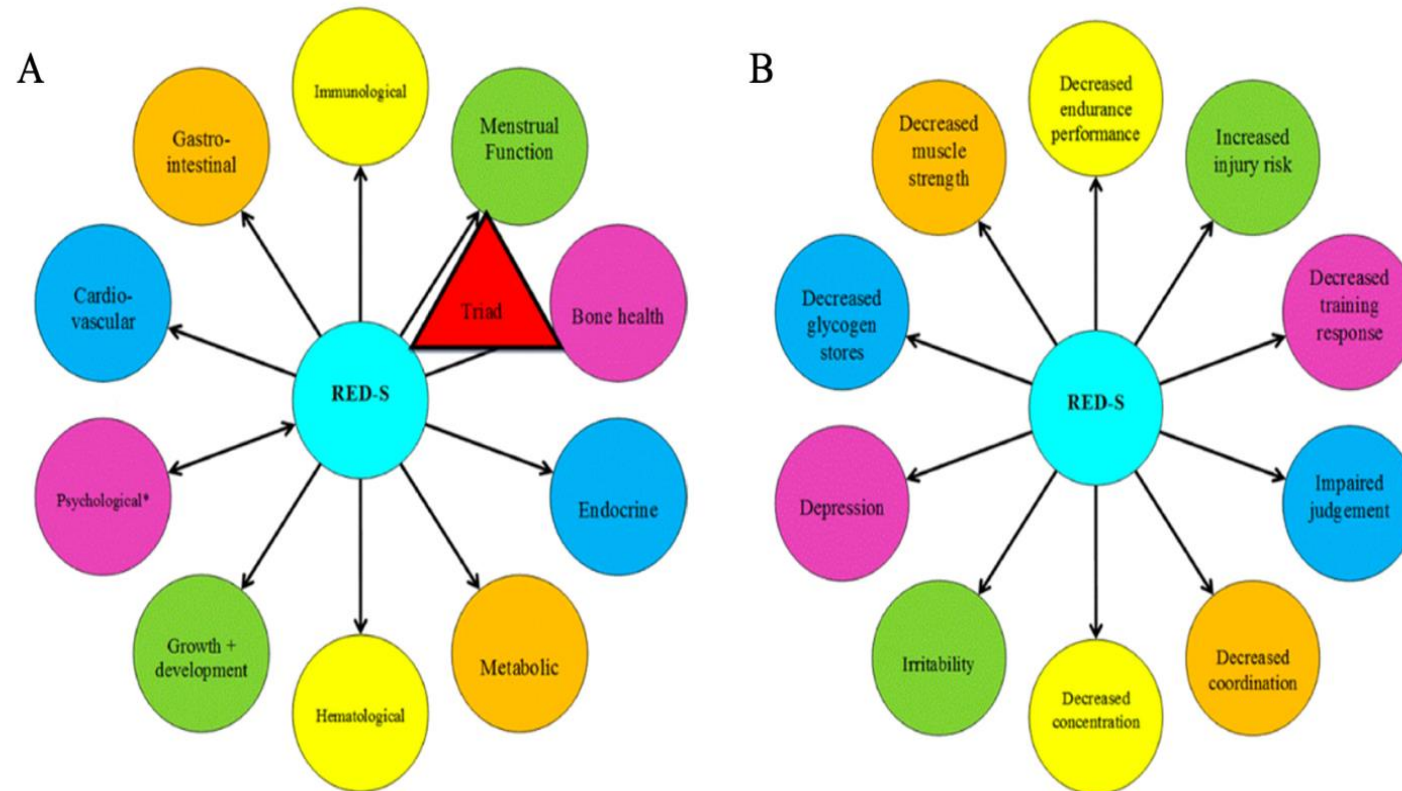 A
Immunological
Gastro-
intestinal
Menstrual
Function
Cardio-
vascular
Triad
Bone health
RED-S
Psychological*
Endocrine
Growth +
development
Metabolic
Hematological
B
Decreased
endurance
performance
Decreased
muscle
strength
Increased
injury risk
Decreased
glycogen
stores
Decreased
training
response
RED-S
Depression
Impaired
judgement
Irritability
Decreased
coordination
Decreased
concentration